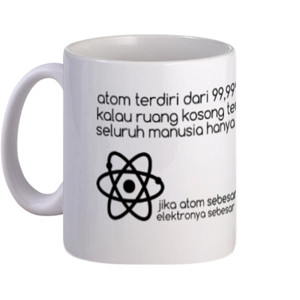 atom terdiri dari 99,99
kalau ruang kosong ter
seluruh manusia hanya
jika atom sebesar
elektronya sebesar